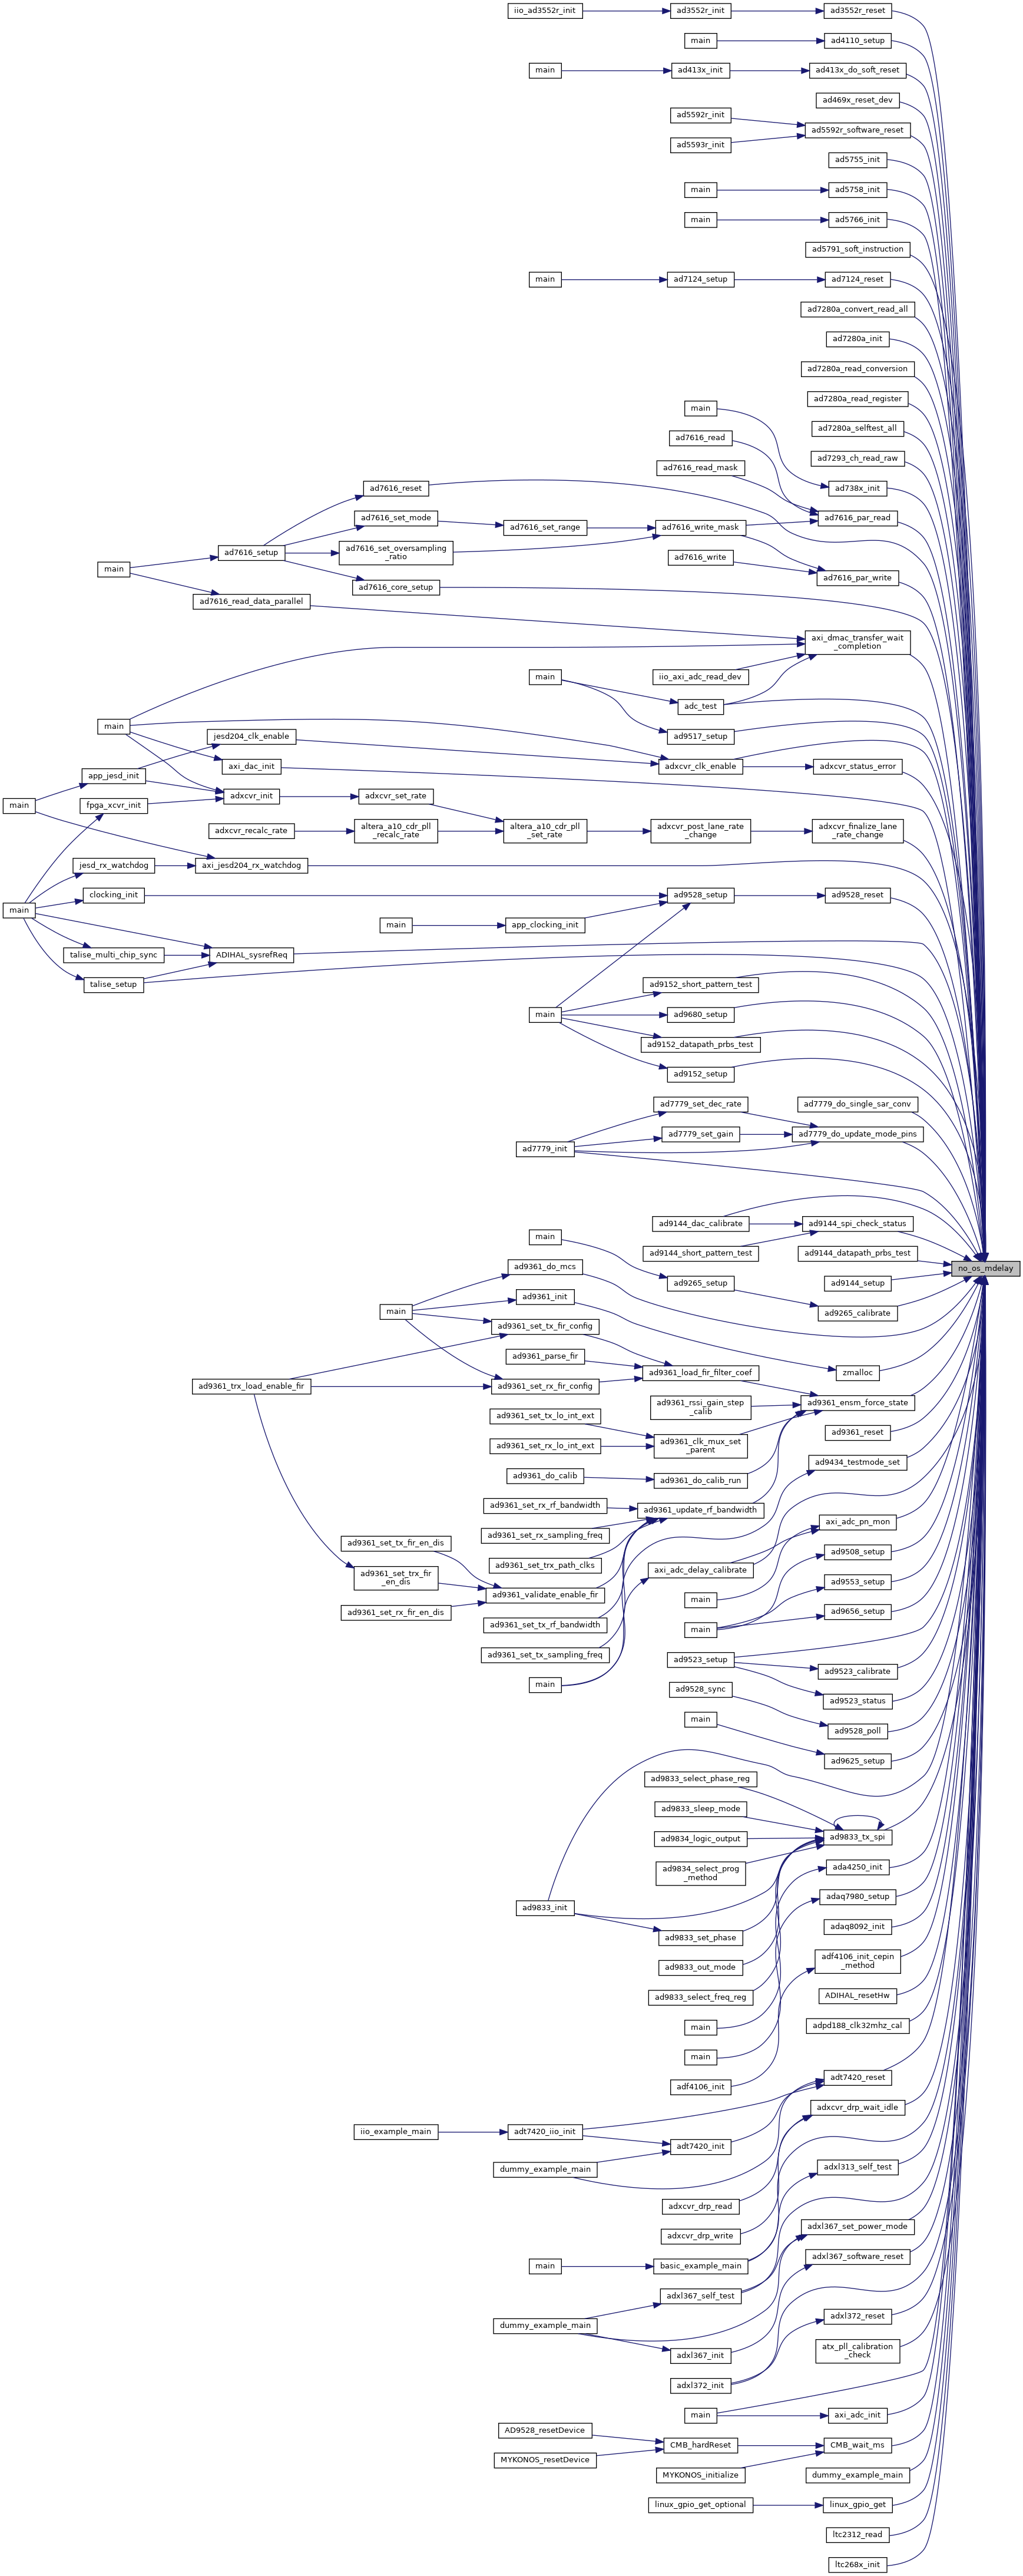 iio_ad3552r_init
ad3552r_init
ad3552r_reset
main
ad4110_setup
main
ad413x_init
ad413x_do_soft_reset
ad469x_reset_dev
ad5592r_init
ad5592r_software_reset
ad5593r_init
ad5755_init
main
ad5758_init
main
ad5766_init
ad5791_soft_instruction
main
ad7124_setup
ad7124_reset
ad7280a_convert_read_all
ad7280a_init
ad7280a_read_conversion
ad7280a_read_register
main
ad7280a_selftest_all
ad7616_read
ad7293_ch_read_raw
ad7616_read_mask
ad7616_reset
ad738x_init
ad7616_set_mode
ad7616_set_range
ad7616_write_mask
ad7616_par_read
ad7616_setup
ad7616_set_oversampling
_ratio
ad7616_write
main
ad7616_core_setup
ad7616_par_write
ad7616_read_data_parallel
axi_dmac_transfer_wait
_completion
main
iio_axi_adc_read_dev
adc_test
main
jesd204_clk_enable
ad9517_setup
app_jesd_init
axi_dac_init
adxcvr_clk_enable
adxcvr_status_error
main
fpga_xcvr_init
adxcvr_init
adxcvr_set_rate
adxcvr_recalc_rate
altera_a10_cdr_pll
_recalc_rate
altera_a10_cdr_pll
_set_rate
adxcvr_post_lane_rate
_change
adxcvr_finalize_lane
_rate_change
jesd_rx_watchdog
axi_jesd204_rx_watchdog
main
clocking_init
ad9528_setup
ad9528_reset
main
app_clocking_init
talise_multi_chip_sync
ADIHAL_sysrefReq
talise_setup
ad9152_short_pattern_test
main
ad9680_setup
ad9152_datapath_prbs_test
ad9152_setup
ad7779_set_dec_rate
ad7779_do_single_sar_conv
ad7779_init
ad7779_set_gain
ad7779_do_update_mode_pins
ad9144_dac_calibrate
ad9144_spi_check_status
main
ad9144_short_pattern_test
ad9144_datapath_prbs_test
ad9361_do_mcs
no_os_mdelay
ad9265_setup
ad9144_setup
main
ad9361_init
ad9265_calibrate
ad9361_set_tx_fir_config
ad9361_parse_fir
ad9361_trx_load_enable_fir
ad9361_set_rx_fir_config
ad9361_load_fir_filter_coef
zmalloc
ad9361_set_tx_lo_int_ext
ad9361_rssi_gain_step
_calib
ad9361_ensm_force_state
ad9361_set_rx_lo_int_ext
ad9361_clk_mux_set
_parent
ad9361_reset
ad9361_do_calib
ad9361_do_calib_run
ad9434_testmode_set
ad9361_set_rx_rf_bandwidth
ad9361_update_rf_bandwidth
ad9361_set_rx_sampling_freq
axi_adc_pn_mon
ad9361_set_tx_fir_en_dis
ad9361_set_trx_path_clks
ad9508_setup
ad9361_set_trx_fir
_en_dis
ad9361_validate_enable_fir
axi_adc_delay_calibrate
ad9553_setup
ad9361_set_rx_fir_en_dis
main
ad9656_setup
ad9361_set_tx_rf_bandwidth
main
ad9361_set_tx_sampling_freq
ad9523_setup
ad9523_calibrate
main
ad9528_sync
ad9523_status
main
ad9528_poll
ad9625_setup
ad9833_select_phase_reg
ad9833_sleep_mode
ad9834_logic_output
ad9833_tx_spi
ad9834_select_prog
_method
ada4250_init
ad9833_init
adaq7980_setup
ad9833_set_phase
adaq8092_init
ad9833_out_mode
adf4106_init_cepin
_method
ad9833_select_freq_reg
ADIHAL_resetHw
main
adpd188_clk32mhz_cal
main
adf4106_init
adt7420_reset
adxcvr_drp_wait_idle
iio_example_main
adt7420_iio_init
adt7420_init
dummy_example_main
adxl313_self_test
adxcvr_drp_read
adxcvr_drp_write
adxl367_set_power_mode
main
basic_example_main
adxl367_software_reset
adxl367_self_test
dummy_example_main
adxl372_reset
adxl367_init
atx_pll_calibration
_check
adxl372_init
main
axi_adc_init
AD9528_resetDevice
CMB_hardReset
CMB_wait_ms
MYKONOS_resetDevice
MYKONOS_initialize
dummy_example_main
linux_gpio_get_optional
linux_gpio_get
ltc2312_read
ltc268x_init